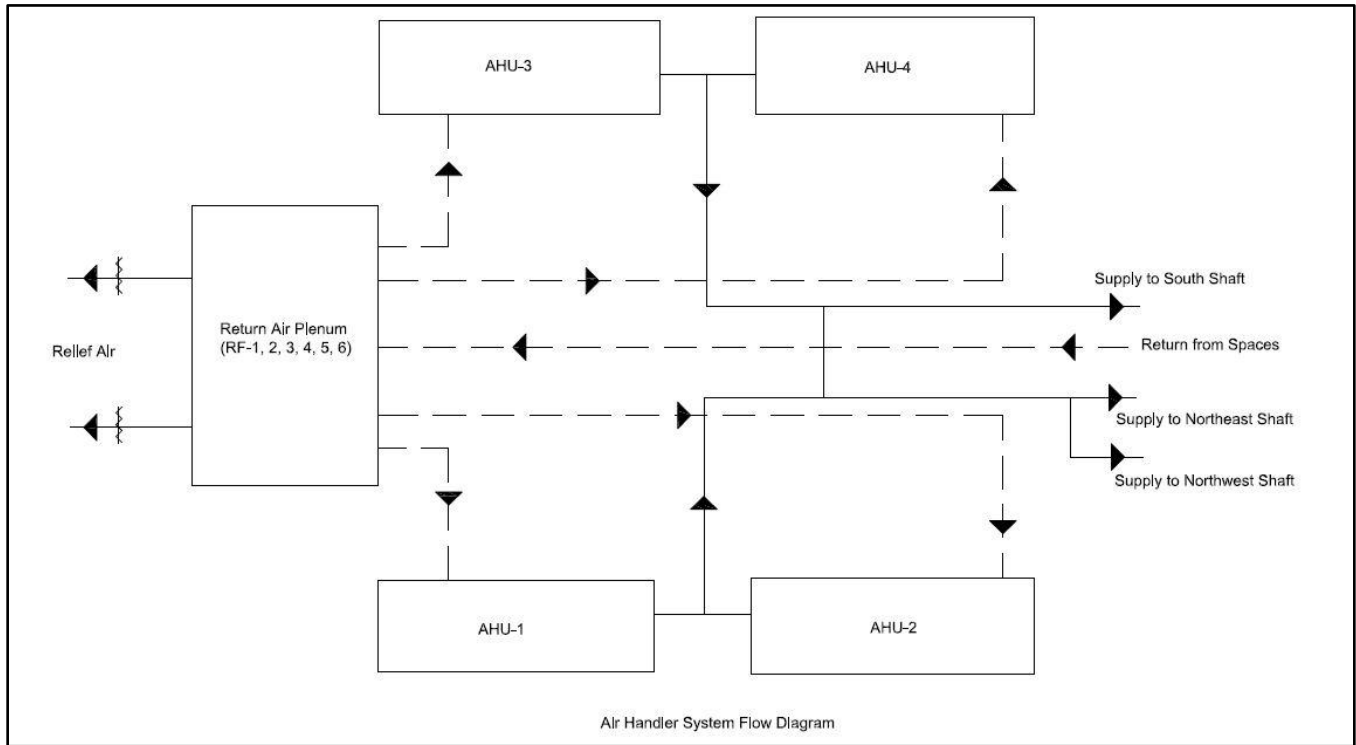 AHU-3
AHU-4
Supply to South Shaft
Return Air Plenum
(RF-1, 2, 3, 4, 5, 6)
Relief Air
Return from Spaces
Supply to Northeast Shaft
Supply to Northwest Shaft
AHU-1
AHU-2
Air Handler System Flow Diagram